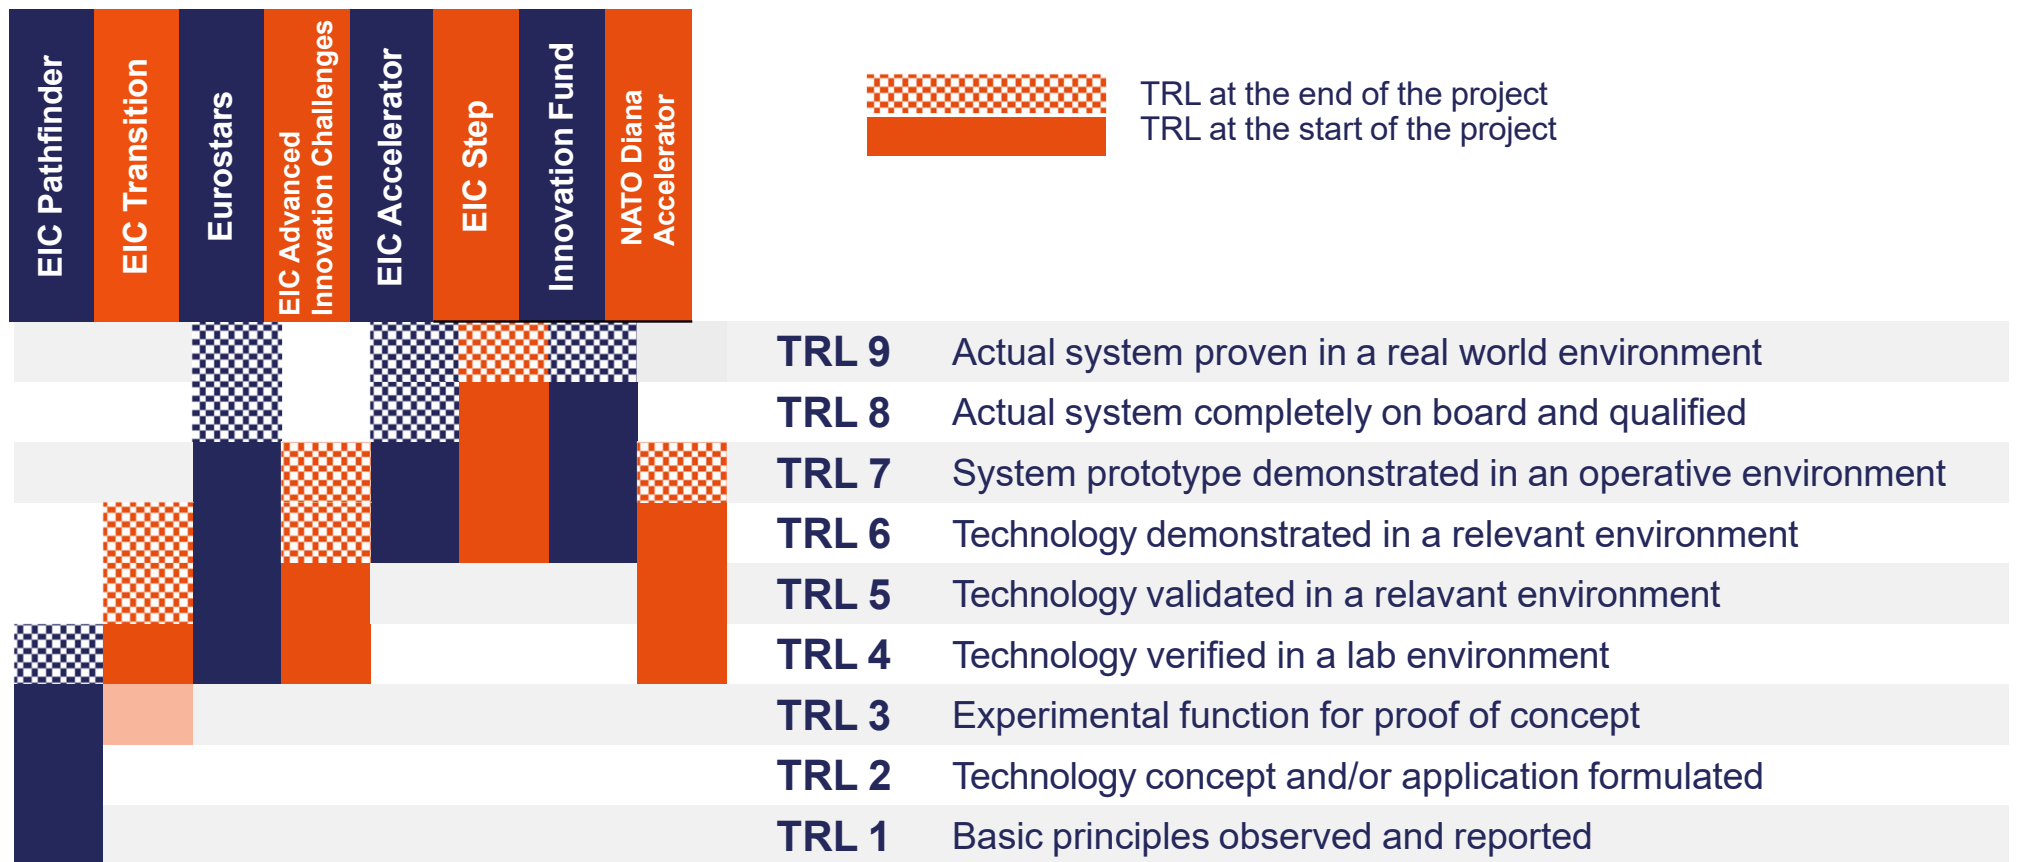 EIC Pathfinder
EIC Transition
Eurostars
EIC Advanced
Innovation Challenges
EIC Accelerator
EIC Step
Innovation Fund
NATO Diana
Accelerator
TRL at the end of the project
TRL at the start of the project
TRL 9 Actual system proven in a real world environment
TRL 8 Actual system completely on board and qualified
TRL 7 System prototype demonstrated in an operative environment
TRL 6 Technology demonstrated in a relevant environment
TRL 5 Technology validated in a relavant environment
TRL 4 Technology verified in a lab environment
TRL 3 Experimental function for proof of concept
TRL 2 Technology concept and/or application formulated
TRL 1 Basic principles observed and reported